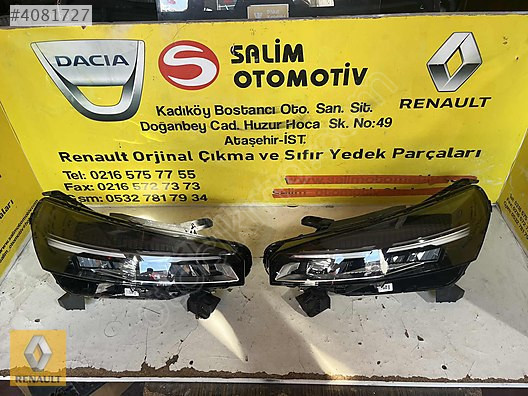 #4081727
DACIA
S
SALİM
OTOMOTİV
RENAULT
Kadıköy Bostancı Oto. San. Sit.
Doğanbey Cad. Huzur Hoca Sk. No:49
Ataşehir-İST.
Renault Orjinal Çıkma ve Sıfır Yedek Parçaları
Tel: 0216 575 77 55
Fax: 0216 572 73 73
Gsm: 0532 781 79 34
RENAULT